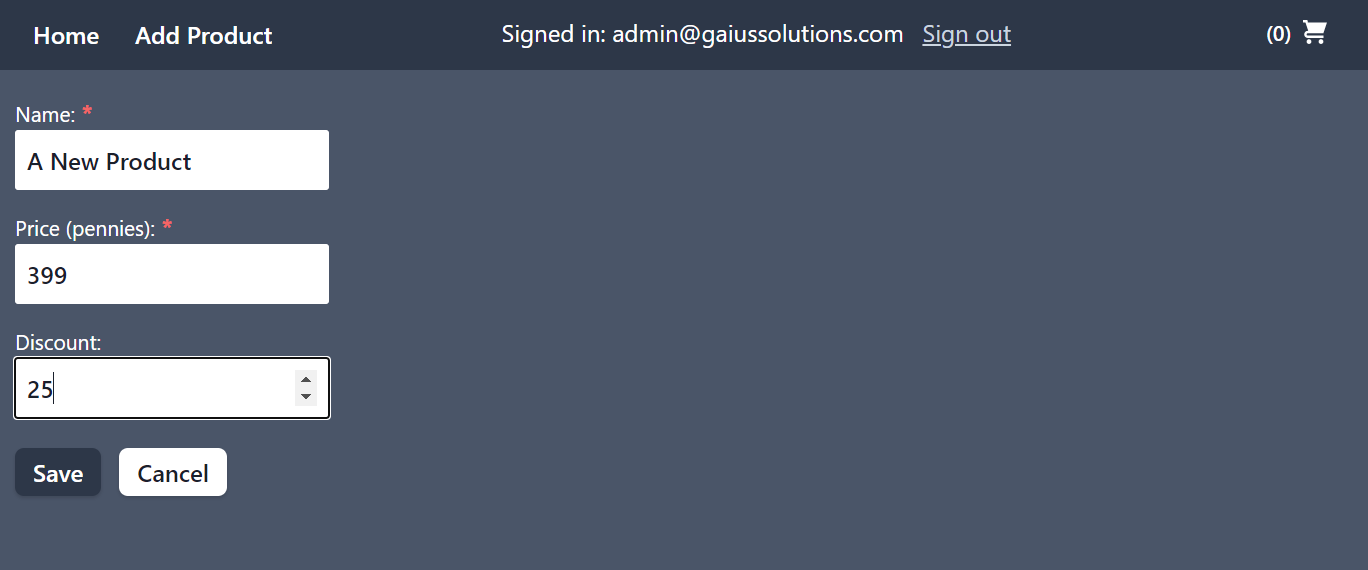 Home Add Product Signed in: admin@gaiussolutions.com Sign out (0)
Name: *
A New Product
Price (pennies): *
399
Discount:
25
Save Cancel